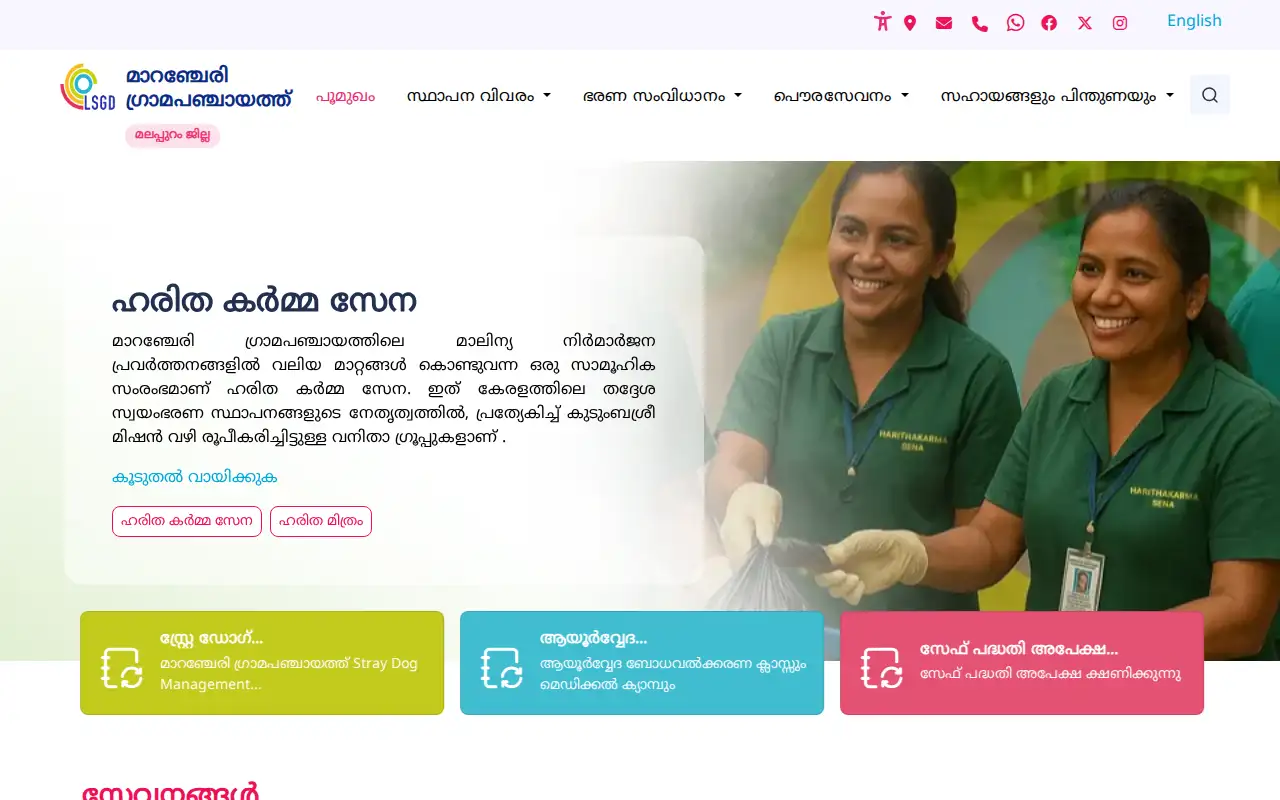 English
മാറഞ്ചേരി
ഗ്രാമപഞ്ചായത്ത്
LSGD
മലപ്പുറം ജില്ല
പൂമുഖം
സ്ഥാപന വിവരം
ഭരണ സംവിധാനം
പൌരസേവനം
സഹായങ്ങളും പിന്തുണയും
ഹരിത കർമ്മ സേന
മാറഞ്ചേരി ഗ്രാമപഞ്ചായത്തിലെ മാലിന്യ നിർമാർജന
പ്രവർത്തനങ്ങളിൽ വലിയ മാറ്റങ്ങൾ കൊണ്ടുവന്ന ഒരു സാമൂഹിക
സംരംഭമാണ് ഹരിത കർമ്മ സേന. ഇത് കേരളത്തിലെ തദ്ദേശ
സ്വയംഭരണ സ്ഥാപനങ്ങളുടെ നേതൃത്വത്തിൽ, പ്രത്യേകിച്ച് കുടുംബശ്രീ
മിഷൻ വഴി രൂപീകരിച്ചിട്ടുള്ള വനിതാ ഗ്രൂപ്പുകളാണ് .
കൂടുതൽ വായിക്കുക
ഹരിത കർമ്മ സേന
ഹരിത മിത്രം
HARITHAKARMA
SENA
HARITHAKARMA
SENA
സ്ട്രേ ഡോഗ്...
മാറഞ്ചേരി ഗ്രാമപഞ്ചായത്ത് Stray Dog
Management...
ആയൂർവ്വേദ...
ആയൂർവ്വേദ ബോധവൽക്കരണ ക്ലാസ്സും
മെഡിക്കൽ ക്യാമ്പും
സേഫ് പദ്ധതി അപേക്ഷ...
സേഫ് പദ്ധതി അപേക്ഷ ക്ഷണിക്കുന്നു
സേവനങ്ങൾ